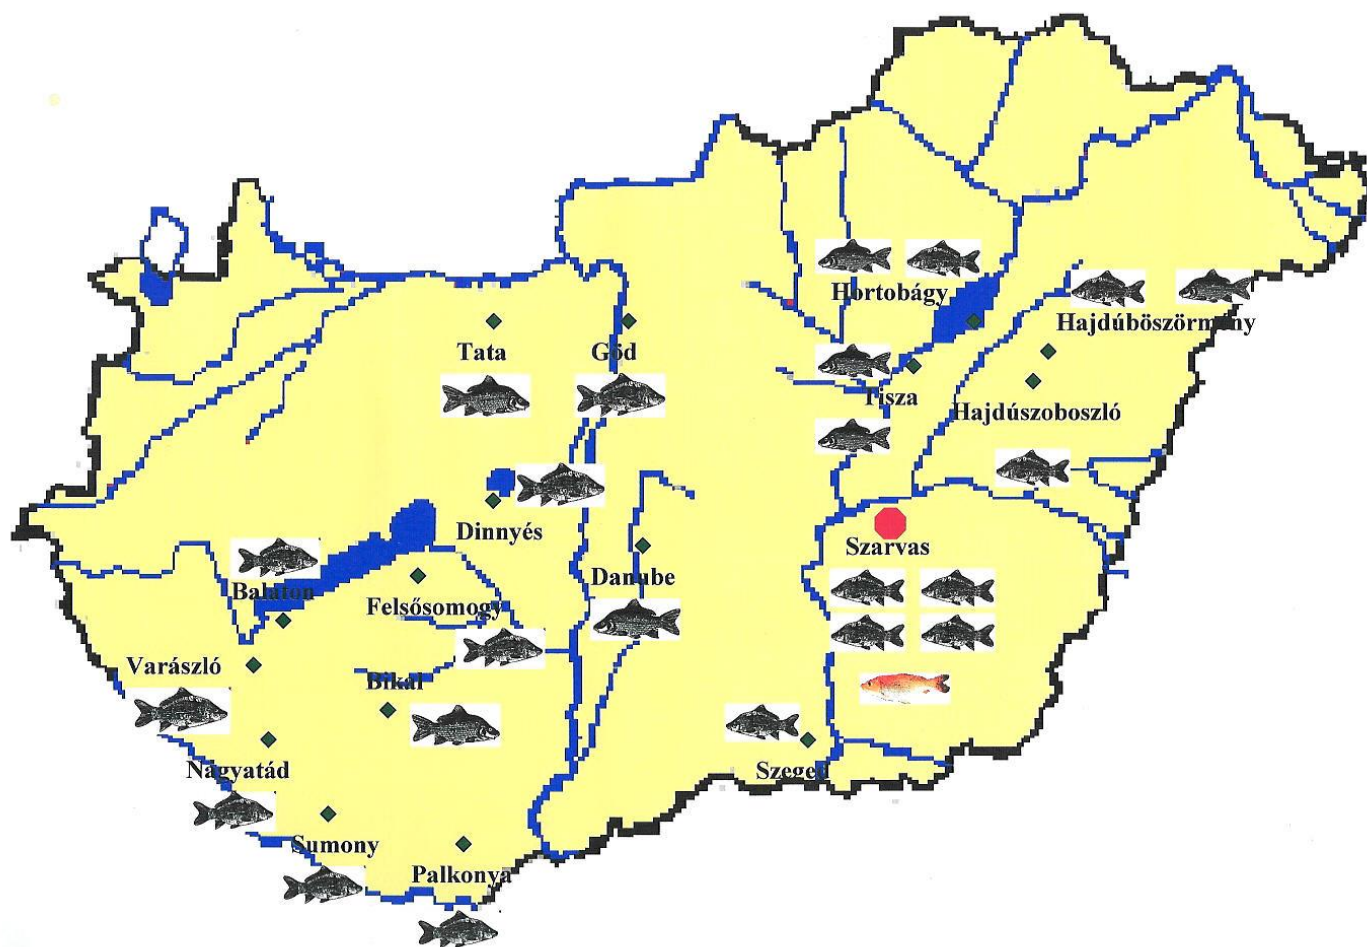 Hortobágy
Hajdúböszörmény
Tata
Göd
Tisza
Hajdúszoboszló
Dinnyés
Szarvas
Balaton
Felsősomogy
Danube
Varászló
Bikal
Nagyatád
Szeged
Sumony
Palkonya